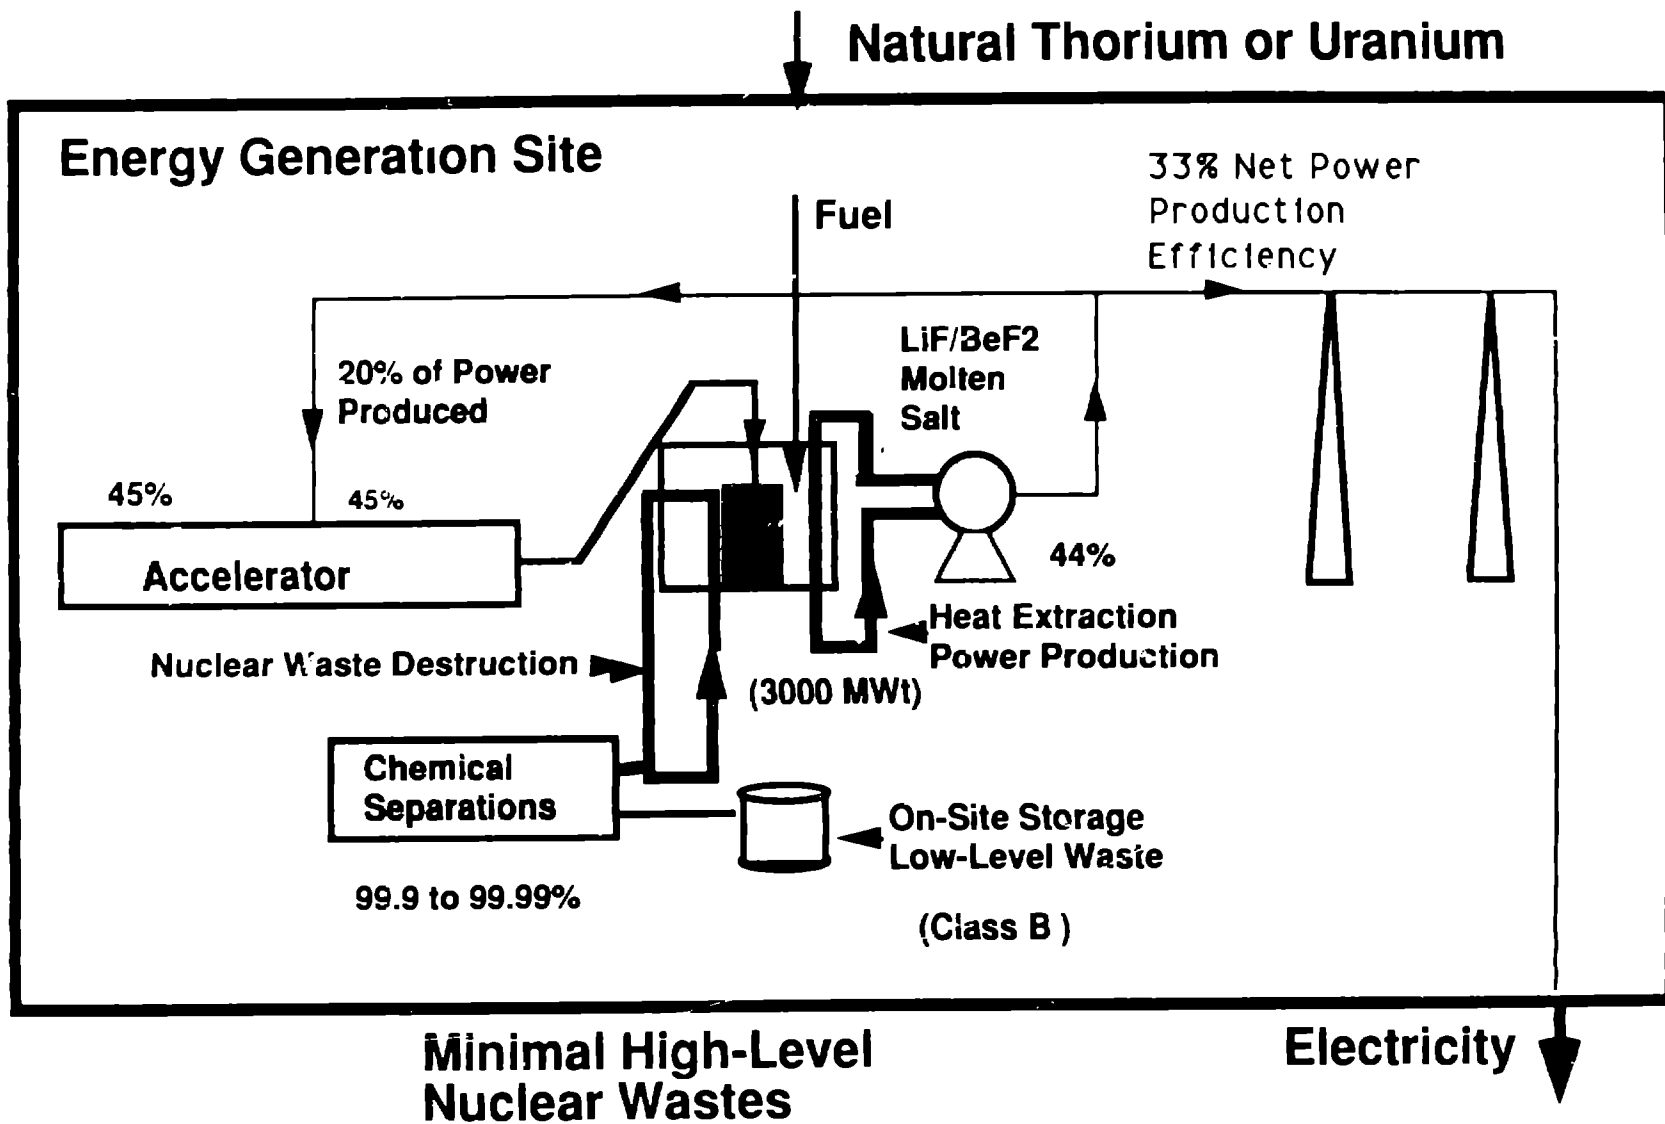 Natural Thorium or Uranium
Energy Generation Site
33% Net Power
Production
Efficiency
Fuel
LiF/BeF2
Molten
Salt
20% of Power
Produced
45%
45%
Accelerator
44%
Heat Extraction
Power Production
Nuclear Waste Destruction
(3000 MWt)
Chemical
Separations
On-Site Storage
Low-Level Waste
99.9 to 99.99%
(Class B )
Minimal High-Level
Nuclear Wastes
Electricity